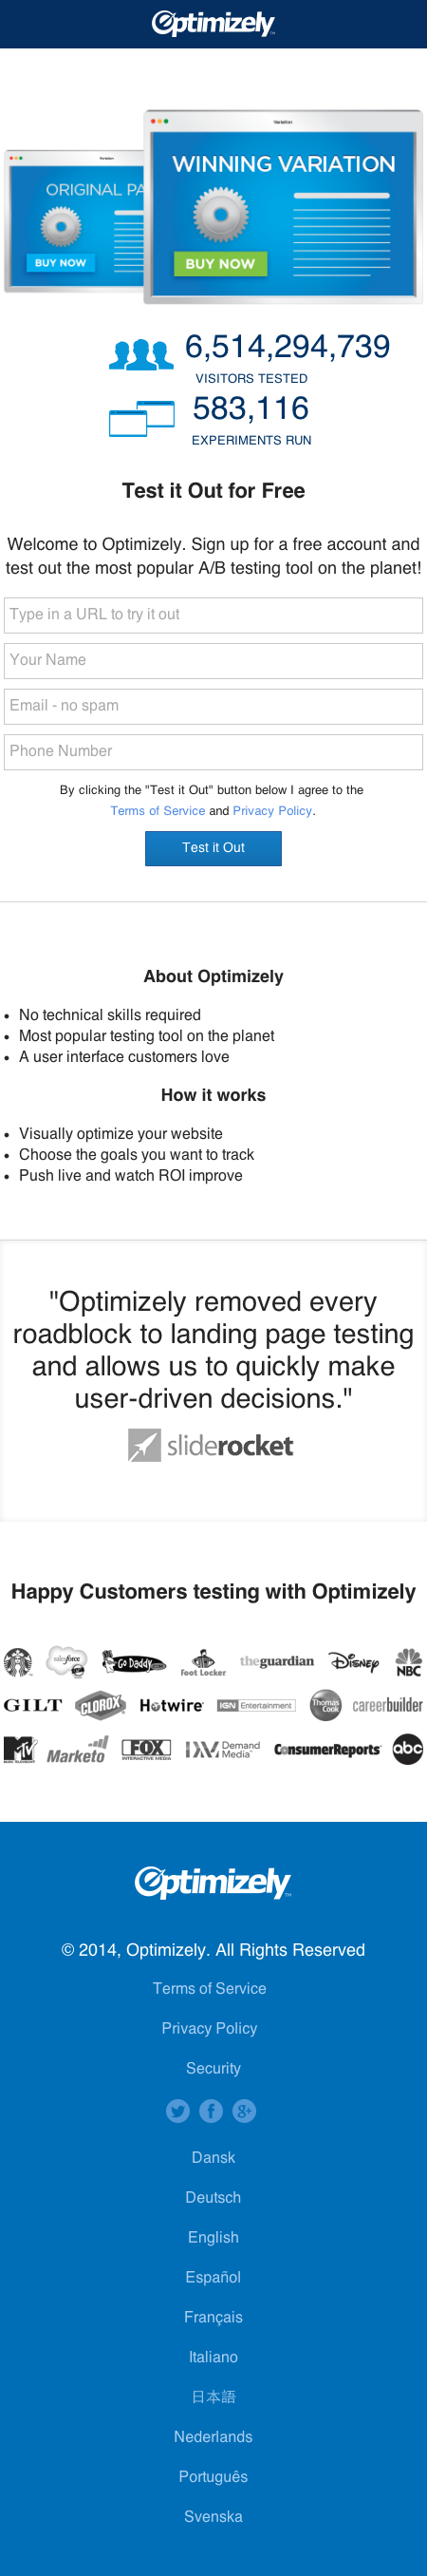 Optimizely
Variation
Variation
ORIGINAL PA
WINNING VARIATION
BUY NOW
BUY NOW
6,514,294,739
VISITORS TESTED
583,116
EXPERIMENTS RUN
Test it Out for Free
Welcome to Optimizely. Sign up for a free account and
test out the most popular A/B testing tool on the planet!
Type in a URL to try it out
Your Name
Email - no spam
Phone Number
By clicking the "Test it Out" button below I agree to the
Terms of Service and Privacy Policy.
Test it Out
About Optimizely
• No technical skills required
• Most popular testing tool on the planet
• A user interface customers love
How it works
• Visually optimize your website
• Choose the goals you want to track
• Push live and watch ROI improve
"Optimizely removed every
roadblock to landing page testing
and allows us to quickly make
user-driven decisions."
sliderocket
Happy Customers testing with Optimizely
salesforce Go Daddy Foot Locker theguardian Disney NBC
GILT CLOROX Hotwire IGN Entertainment Thomas Cook careerbuilder
MTV Marketo FOX INTERACTIVE MEDIA Demand Media ConsumerReports abc
Optimizely
© 2014, Optimizely. All Rights Reserved
Terms of Service
Privacy Policy
Security
Dansk
Deutsch
English
Español
Français
Italiano
日本語
Nederlands
Português
Svenska